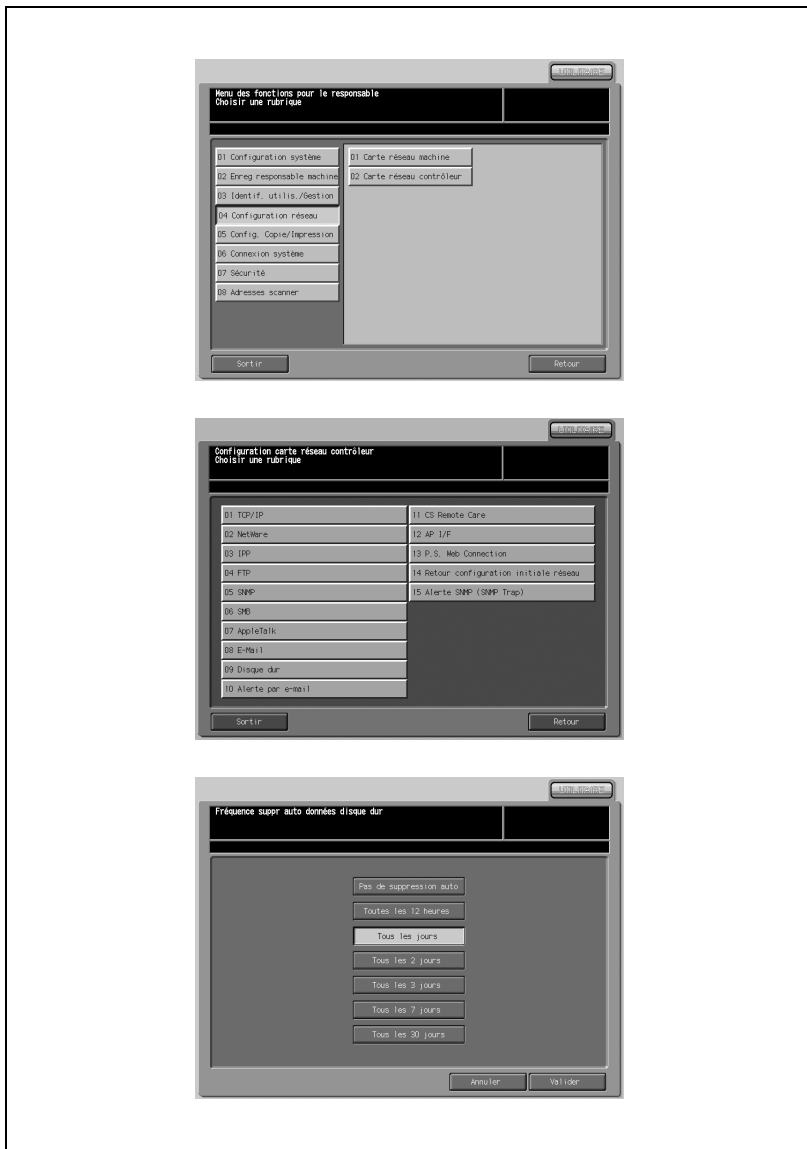 UTILITAIRE
Menu des fonctions pour le responsable
Choisir une rubrique
01 Configuration système
02 Enreg responsable machine
03 Identif. utilis./Gestion
04 Configuration réseau
05 Config. Copie/Impression
06 Connexion système
07 Sécurité
08 Adresses scanner
01 Carte réseau machine
02 Carte réseau contrôleur
Sortir
Retour
UTILITAIRE
Configuration carte réseau contrôleur
Choisir une rubrique
01 TCP/IP
02 NetWare
03 IPP
04 FTP
05 SNMP
06 SMB
07 AppleTalk
08 E-Mail
09 Disque dur
10 Alerte par e-mail
11 CS Remote Care
12 AP I/F
13 P.S. Web Connection
14 Retour configuration initiale réseau
15 Alerte SNMP (SNMP Trap)
Sortir
Retour
UTILITAIRE
Fréquence suppr auto données disque dur
Pas de suppression auto
Toutes les 12 heures
Tous les jours
Tous les 2 jours
Tous les 3 jours
Tous les 7 jours
Tous les 30 jours
Annuler
Valider